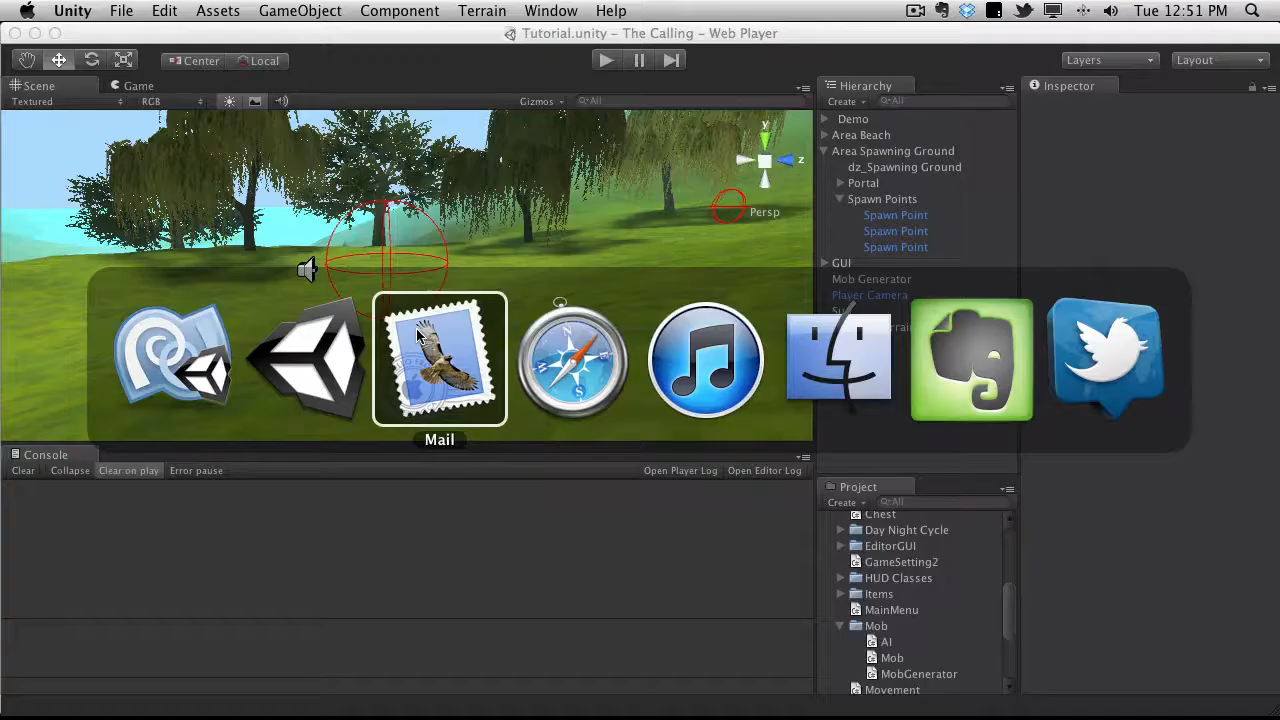 Unity File Edit Assets GameObject Component Terrain Window Help Tue 12:51 PM
Tutorial.unity – The Calling – Web Player
Center Local Layers Layout
Scene Game Hierarchy Inspector
Textured RGB Gizmos All Create All
Demo
Area Beach
Area Spawning Ground
dz_Spawning Ground
Portal
Spawn Points
Spawn Point
Spawn Point
Spawn Point
GUI
Mob Generator
Player Camera
y
z
Persp
Mail
Console
Clear Collapse Clear on play Error pause Open Player Log Open Editor Log
Project
Create All
Chest
Day Night Cycle
EditorGUI
GameSetting2
HUD Classes
Items
MainMenu
Mob
AI
Mob
MobGenerator
Movement